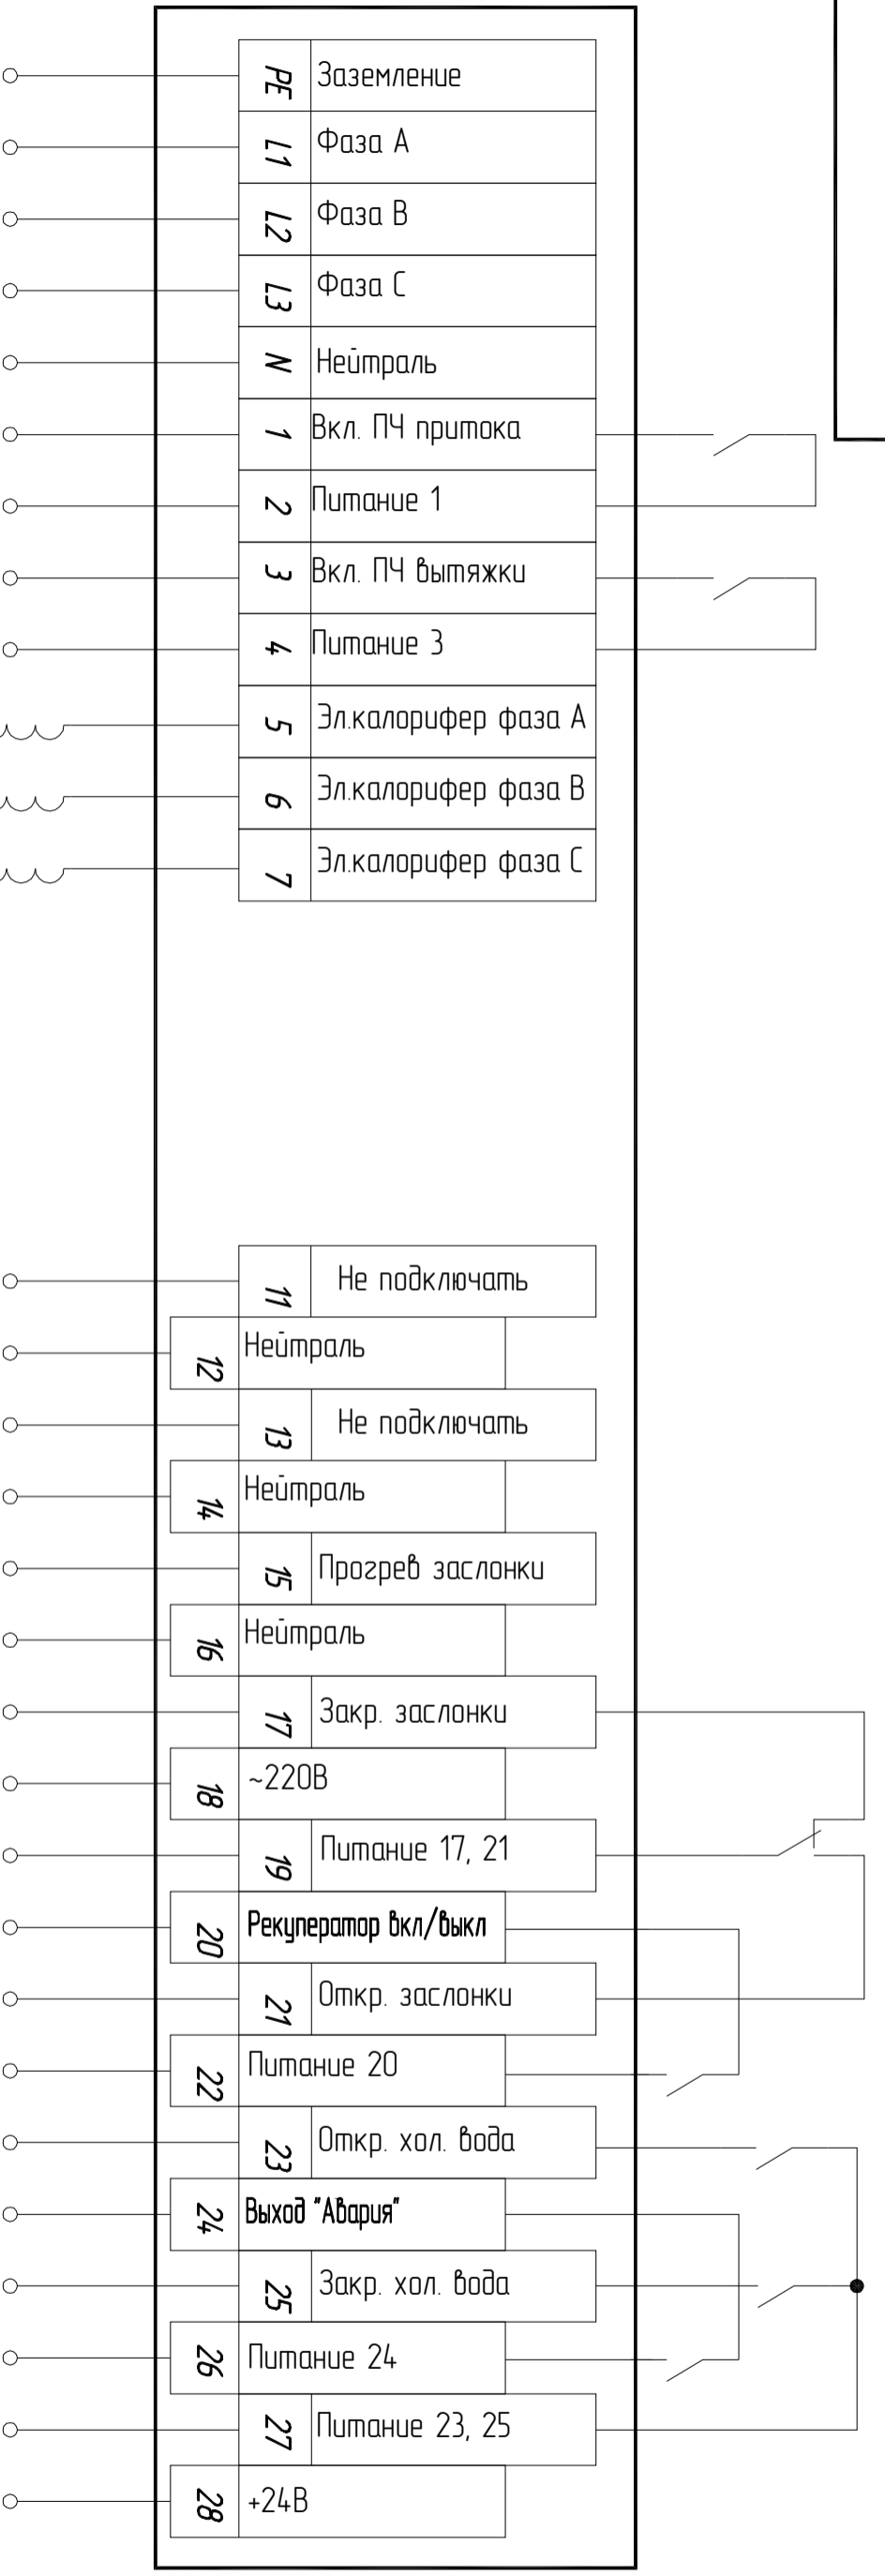 PE Заземление
L1 Фаза А
L2 Фаза В
L3 Фаза С
N Нейтраль
1 Вкл. ПЧ притока
2 Питание 1
3 Вкл. ПЧ вытяжки
4 Питание 3
5 Эл.калорифер фаза А
6 Эл.калорифер фаза В
7 Эл.калорифер фаза С
11 Не подключать
12 Нейтраль
13 Не подключать
14 Нейтраль
15 Прогрев заслонки
16 Нейтраль
17 Закр. заслонки
18 ~220В
19 Питание 17, 21
20 Рекуператор вкл/выкл
21 Откр. заслонки
22 Питание 20
23 Откр. хол. вода
24 Выход "Авария"
25 Закр. хол. вода
26 Питание 24
27 Питание 23, 25
28 +24В